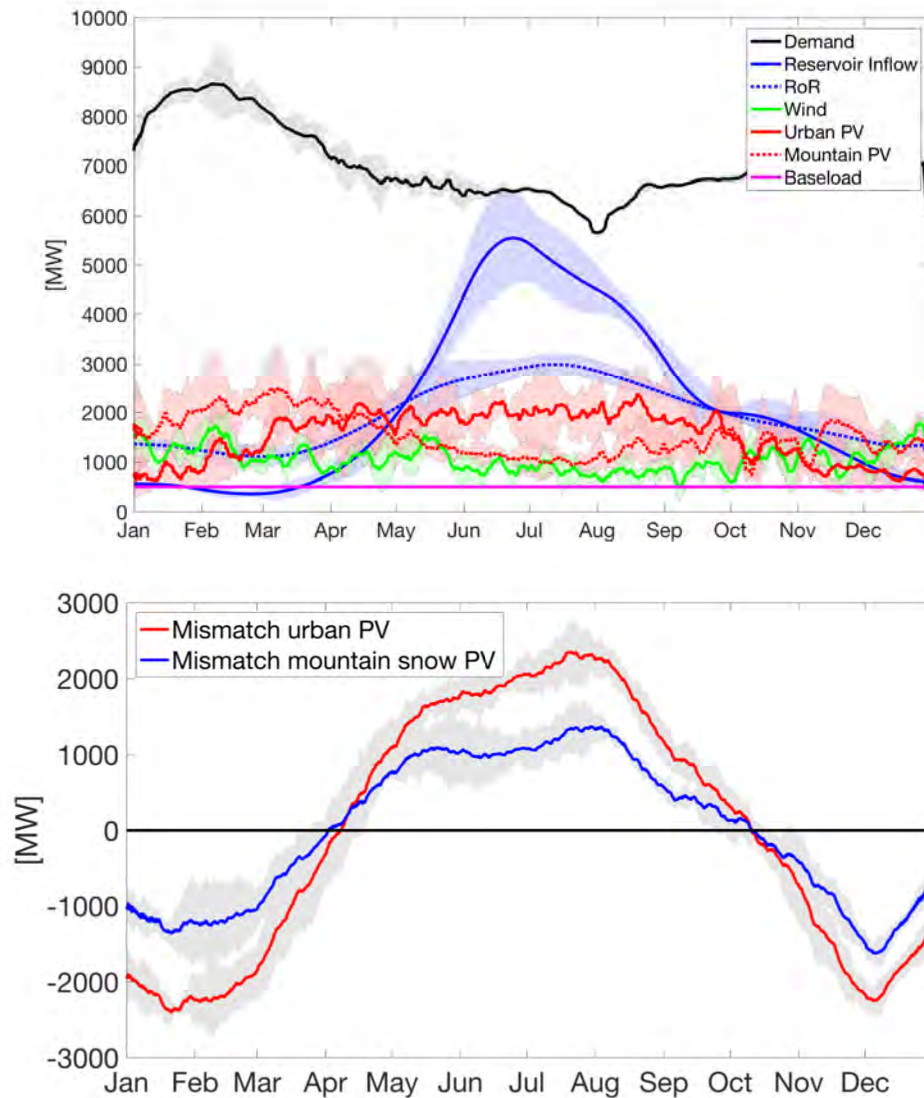 10000
9000
8000
7000
6000
5000
4000
3000
2000
1000
0
[MW]
Demand
Reservoir Inflow
RoR
Wind
Urban PV
Mountain PV
Baseload
Jan Feb Mar Apr May Jun Jul Aug Sep Oct Nov Dec
3000
2000
1000
0
-1000
-2000
-3000
[MW]
Mismatch urban PV
Mismatch mountain snow PV
Jan Feb Mar Apr May Jun Jul Aug Sep Oct Nov Dec